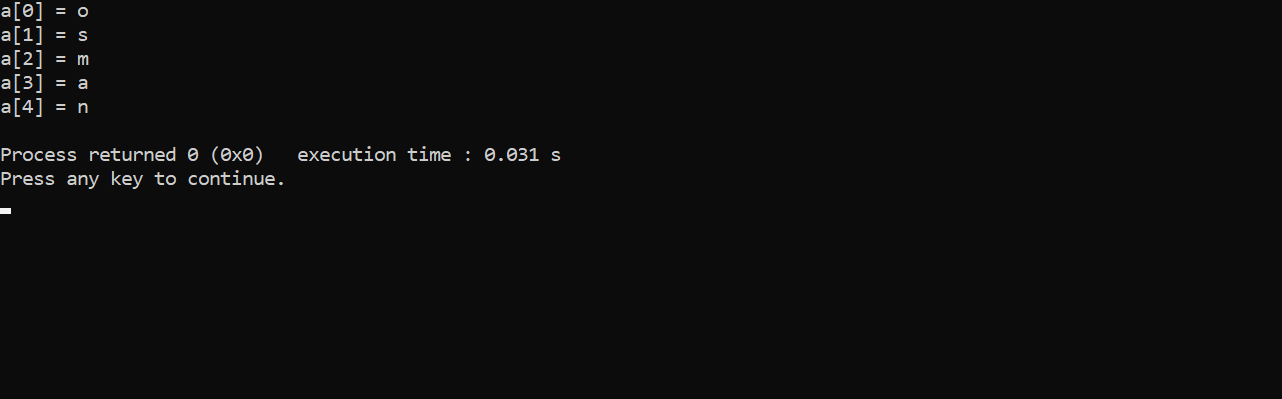 a[0] = o
a[1] = s
a[2] = m
a[3] = a
a[4] = n
Process returned 0 (0x0)   execution time : 0.031 s
Press any key to continue.